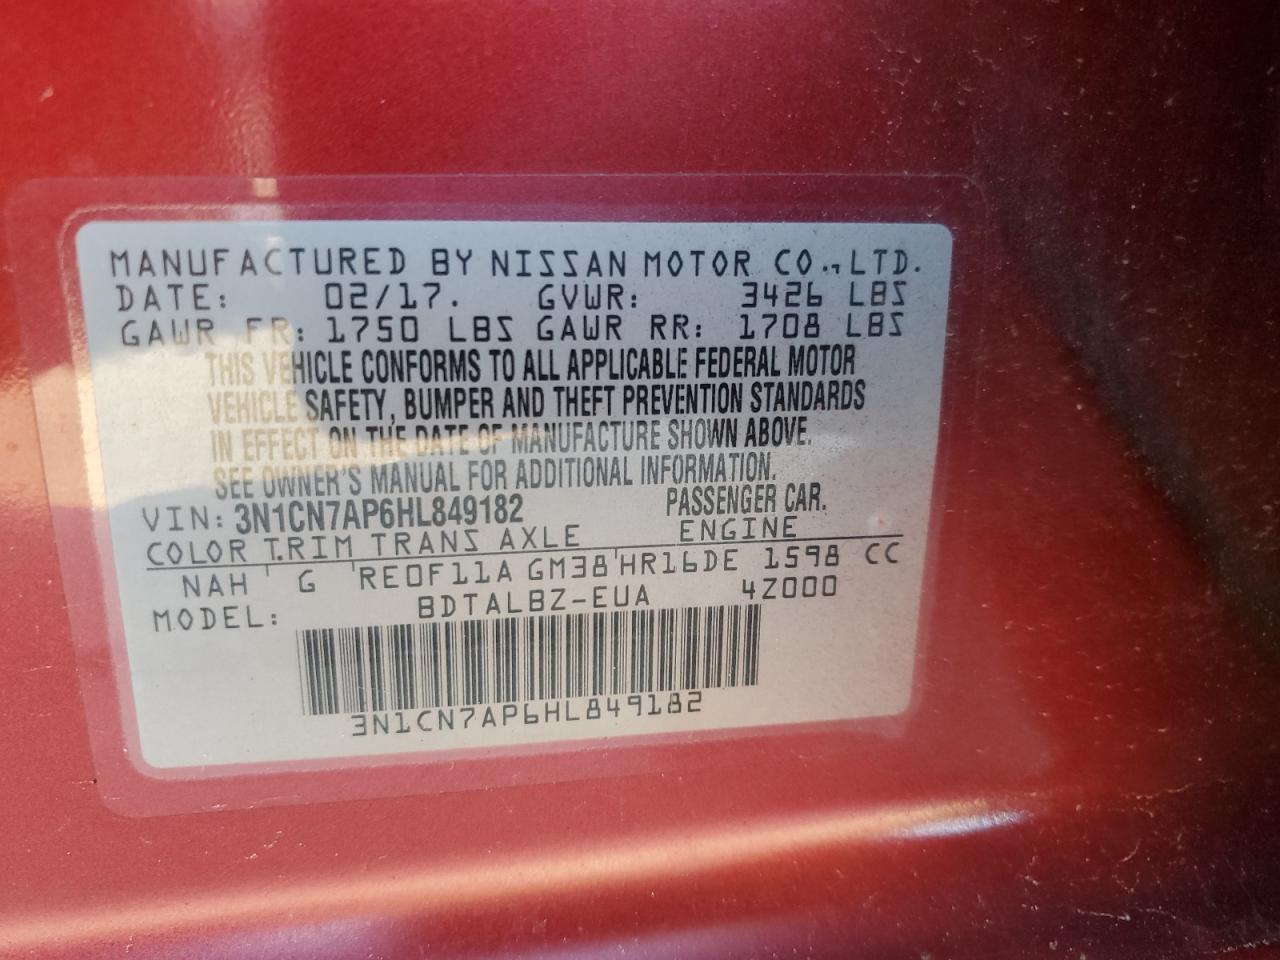 MANUFACTURED BY NISSAN MOTOR CO., LTD.
DATE: 02/17. GVWR: 3426 LBS
GAWR FR: 1750 LBS GAWR RR: 1708 LBS
THIS VEHICLE CONFORMS TO ALL APPLICABLE FEDERAL MOTOR
VEHICLE SAFETY, BUMPER AND THEFT PREVENTION STANDARDS
IN EFFECT ON THE DATE OF MANUFACTURE SHOWN ABOVE.
SEE OWNER'S MANUAL FOR ADDITIONAL INFORMATION.
VIN: 3N1CN7AP6HL849182 PASSENGER CAR.
COLOR TRIM TRANS AXLE ENGINE
NAH G RE0F11A GM38 HR16DE 1598 CC
MODEL: BDTALBZ-EUA 4Z000
3N1CN7AP6HL849182